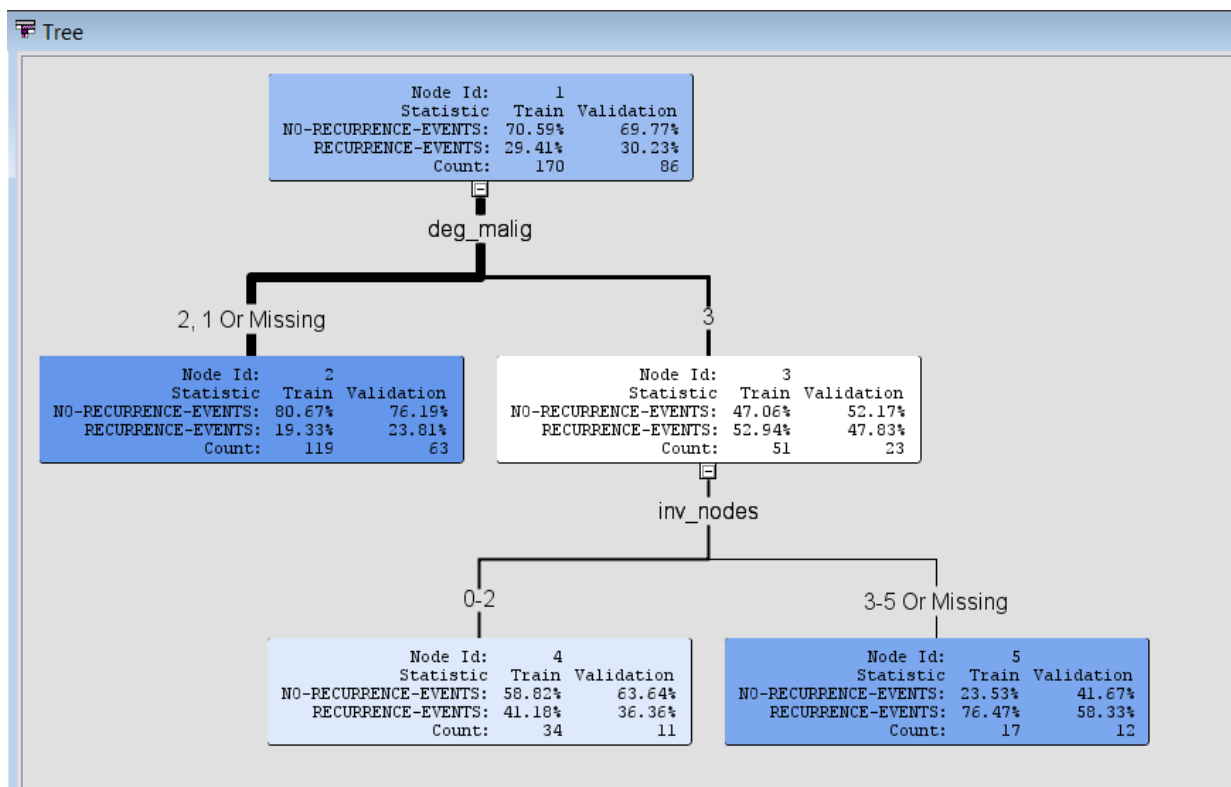 Tree
Node Id: 1
Statistic Train Validation
NO-RECURRENCE-EVENTS: 70.59% 69.77%
RECURRENCE-EVENTS: 29.41% 30.23%
Count: 170 86
deg_malig
2, 1 Or Missing
3
Node Id: 2
Statistic Train Validation
NO-RECURRENCE-EVENTS: 80.67% 76.19%
RECURRENCE-EVENTS: 19.33% 23.81%
Count: 119 63
Node Id: 3
Statistic Train Validation
NO-RECURRENCE-EVENTS: 47.06% 52.17%
RECURRENCE-EVENTS: 52.94% 47.83%
Count: 51 23
inv_nodes
0-2
3-5 Or Missing
Node Id: 4
Statistic Train Validation
NO-RECURRENCE-EVENTS: 58.82% 63.64%
RECURRENCE-EVENTS: 41.18% 36.36%
Count: 34 11
Node Id: 5
Statistic Train Validation
NO-RECURRENCE-EVENTS: 23.53% 41.67%
RECURRENCE-EVENTS: 76.47% 58.33%
Count: 17 12